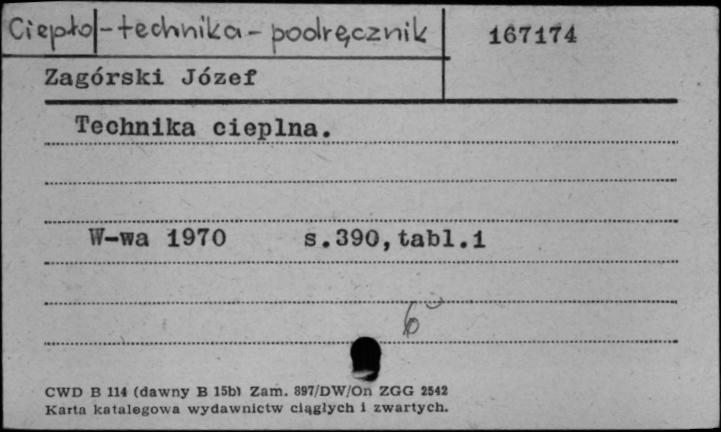 Ciepło-technika-podręcznik 167174
Zagórski Józef
Technika cieplna.
W-wa 1970 s.390,tabl.1
6
CWD B 114 (dawny B 15b) Zam. 897/DW/On ZGG 2542
Karta katalegowa wydawnictw ciągłych i zwartych.